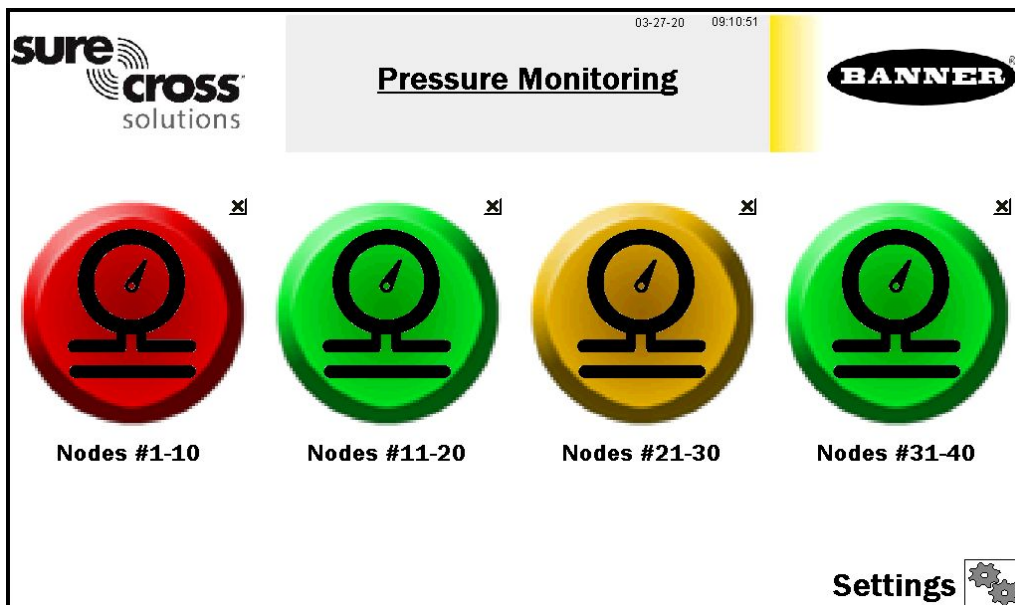 sure
cross
solutions
03-27-20 09:10:51
Pressure Monitoring
BANNER®
Nodes #1-10
Nodes #11-20
Nodes #21-30
Nodes #31-40
Settings